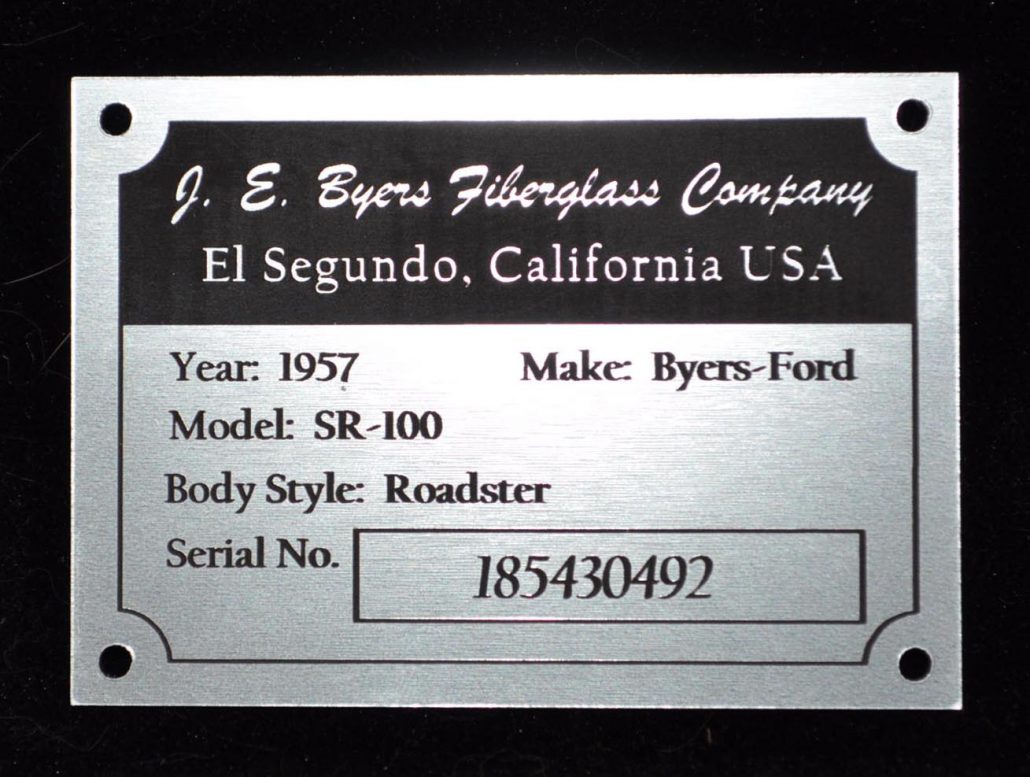 J. E. Byers Fiberglass Company
El Segundo, California USA
Year: 1957 Make: Byers-Ford
Model: SR-100
Body Style: Roadster
Serial No. 185430492